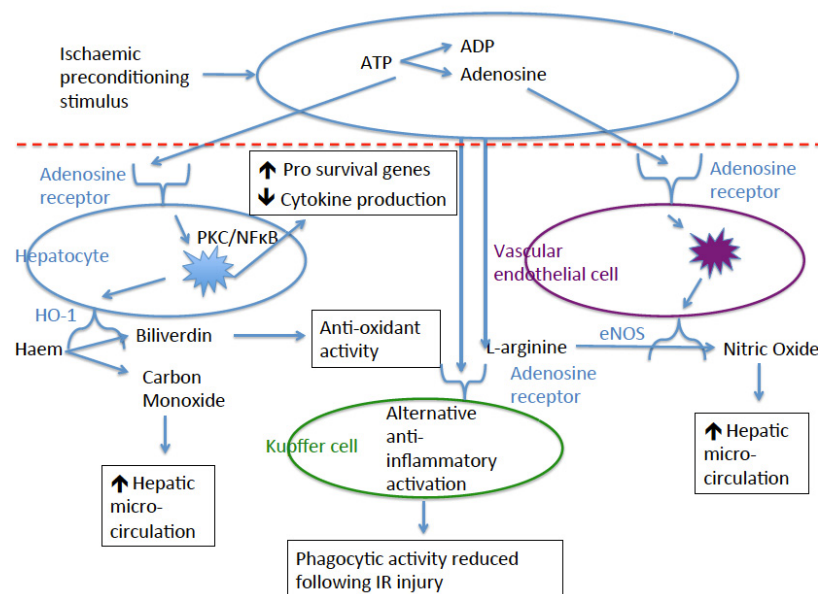 Ischaemic
preconditioning
stimulus
ATP
ADP
Adenosine
Adenosine
receptor
Pro survival genes
Cytokine production
Adenosine
receptor
PKC/NFκB
Hepatocyte
Vascular
endothelial cell
HO-1
Haem
Biliverdin
Carbon
Monoxide
Anti-oxidant
activity
L-arginine
eNOS
Nitric Oxide
Adenosine
receptor
Kupffer cell
Alternative
anti-
inflammatory
activation
Hepatic
micro-
circulation
Hepatic
micro-
circulation
Phagocytic activity reduced
following IR injury